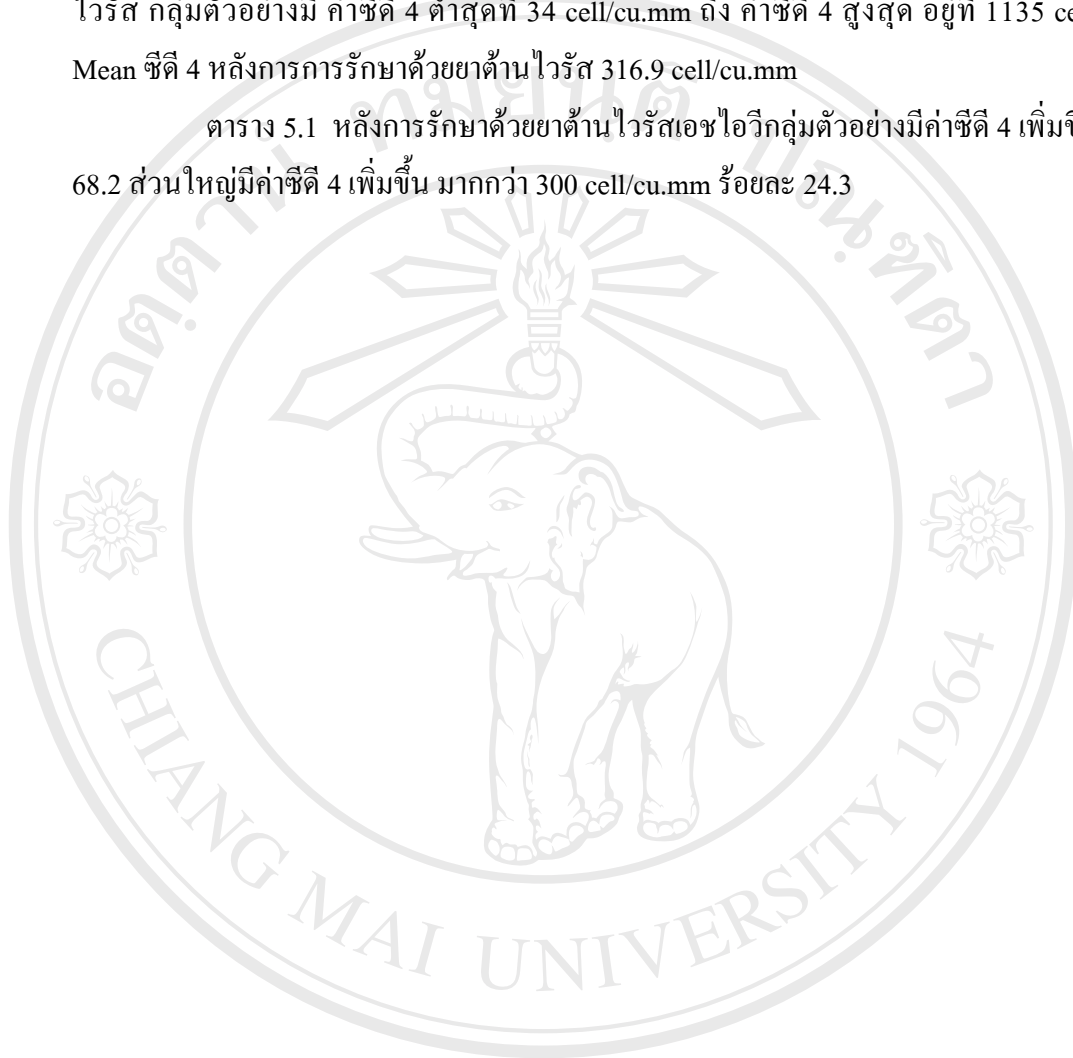 ไวรัส กลุ่มตัวอย่างมี ค่าซีดี 4 ต่ำสุดที่ 34 cell/cu.mm ถึง ค่าซีดี 4 สูงสุด อยู่ที่ 1135
Mean ซีดี 4 หลังการการรักษาด้วยยาต้านไวรัส 316.9 cell/cu.mm
ตาราง 5.1 หลังการรักษาด้วยยาต้านไวรัสเอชไอวีกลุ่มตัวอย่างมีค่าซีดี 4
68.2 ส่วนใหญ่มีค่าซีดี 4 เพิ่มขึ้น มากกว่า 300 cell/cu.mm ร้อยละ 24.3
CHIANG MAI UNIVERSITY 1964